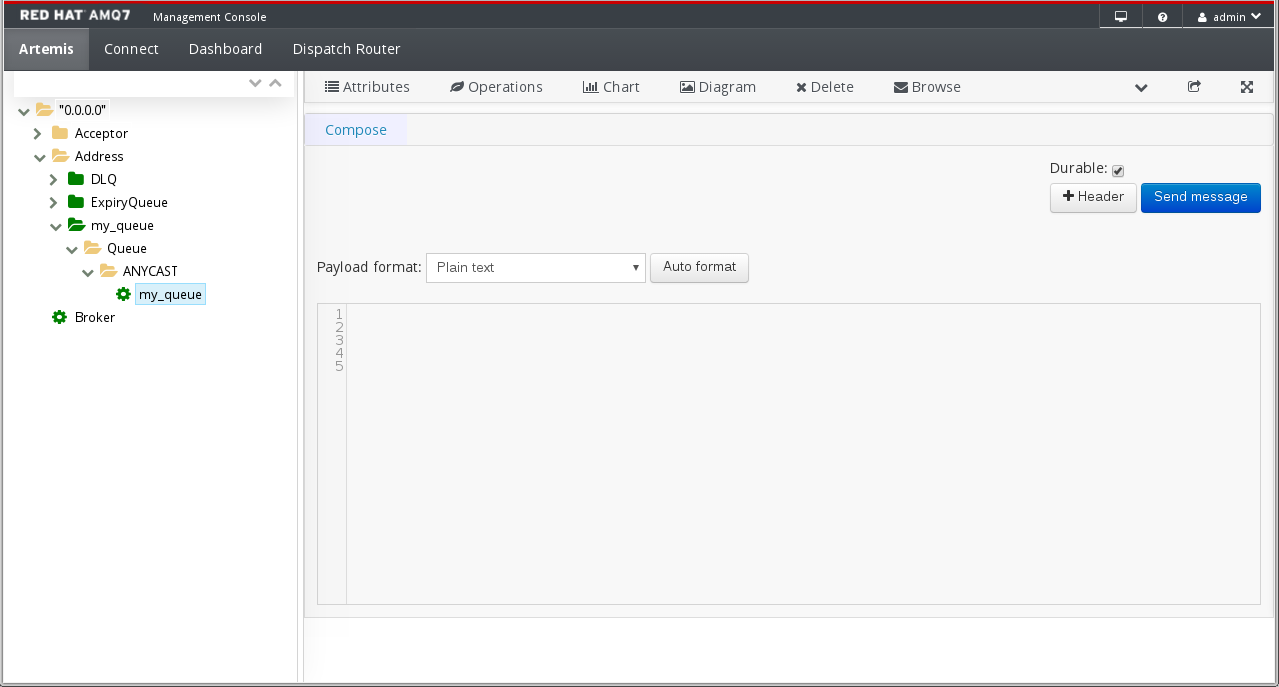 RED HAT AMQ7 Management Console admin
Artemis Connect Dashboard Dispatch Router
Attributes Operations Chart Diagram Delete Browse
"0.0.0.0"
Acceptor
Address
DLQ
ExpiryQueue
my_queue
Queue
ANYCAST
my_queue
Broker
Compose
Durable:
Header Send message
Payload format: Plain text Auto format
1
2
3
4
5